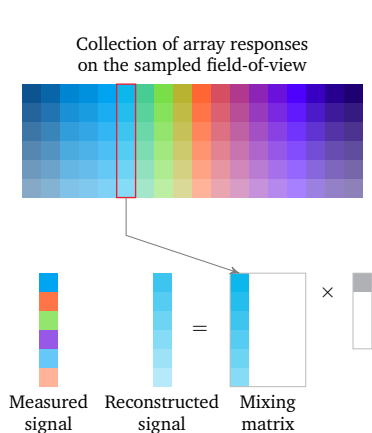 Collection of array responses
on the sampled field-of-view
×
=
Measured
signal
Reconstructed
signal
Mixing
matrix